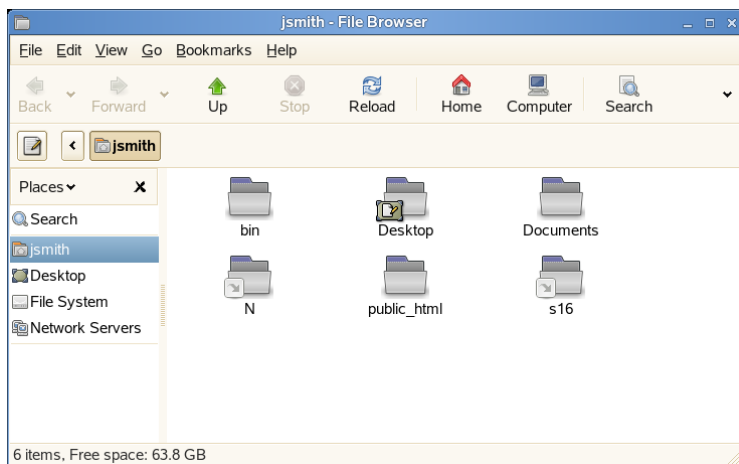 jsmith - File Browser
File Edit View Go Bookmarks Help
Back Forward Up Stop Reload Home Computer Search
jsmith
Places
Search
jsmith
Desktop
File System
Network Servers
bin Desktop Documents
N public_html s16
6 items, Free space: 63.8 GB